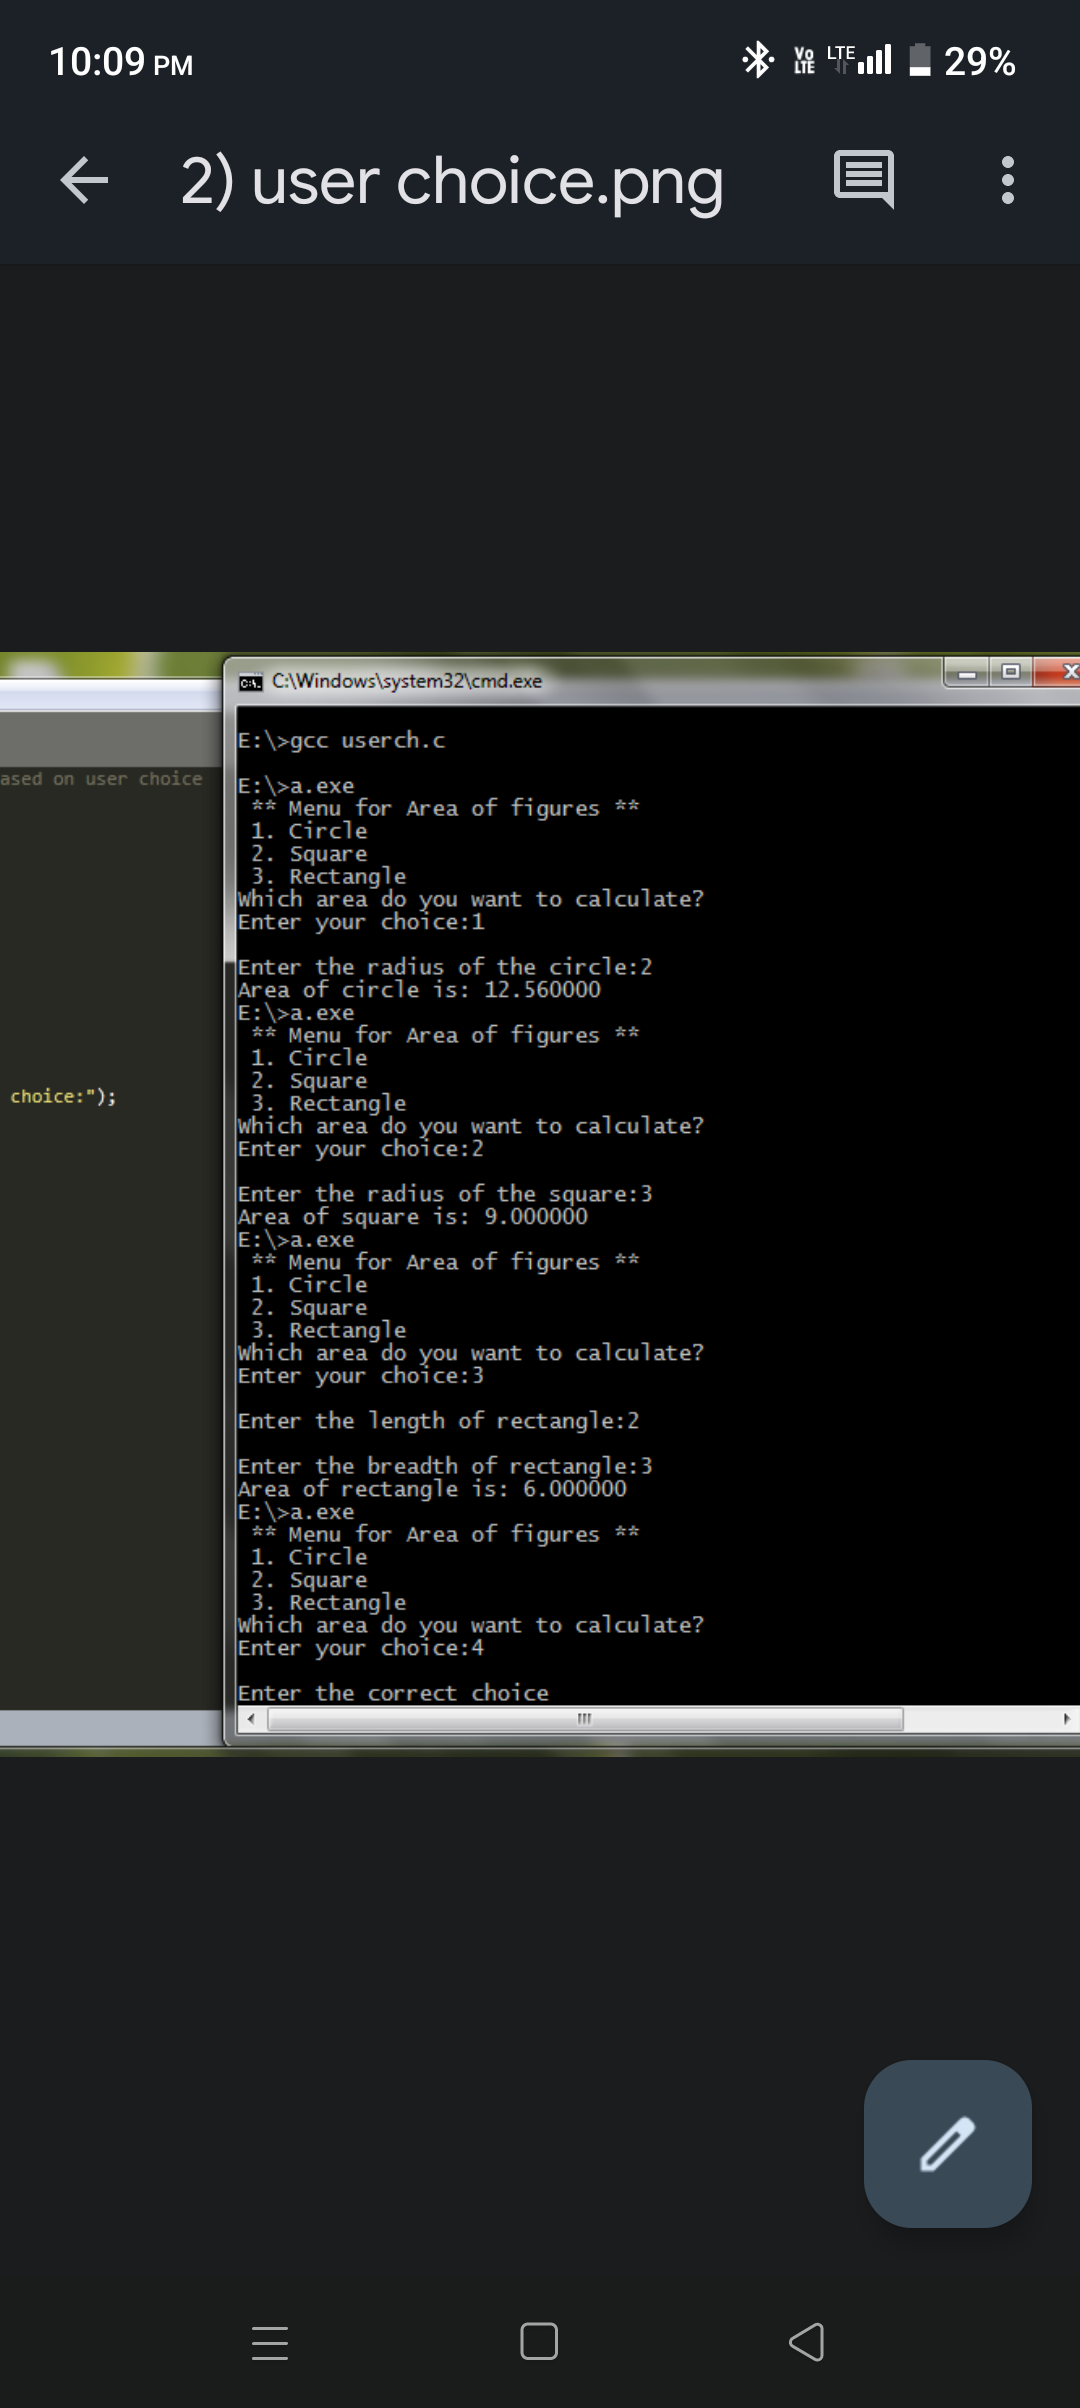 10:09 PM
Vo LTE LTE 29%
2) user choice.png
C:\Windows\system32\cmd.exe
E:\>gcc userch.c
ased on user choice
E:\>a.exe
** Menu for Area of figures **
1. Circle
2. Square
3. Rectangle
Which area do you want to calculate?
Enter your choice:1
Enter the radius of the circle:2
Area of circle is: 12.560000
E:\>a.exe
** Menu for Area of figures **
1. Circle
2. Square
choice:");
3. Rectangle
Which area do you want to calculate?
Enter your choice:2
Enter the radius of the square:3
Area of square is: 9.000000
E:\>a.exe
** Menu for Area of figures **
1. Circle
2. Square
3. Rectangle
Which area do you want to calculate?
Enter your choice:3
Enter the length of rectangle:2
Enter the breadth of rectangle:3
Area of rectangle is: 6.000000
E:\>a.exe
** Menu for Area of figures **
1. Circle
2. Square
3. Rectangle
Which area do you want to calculate?
Enter your choice:4
Enter the correct choice